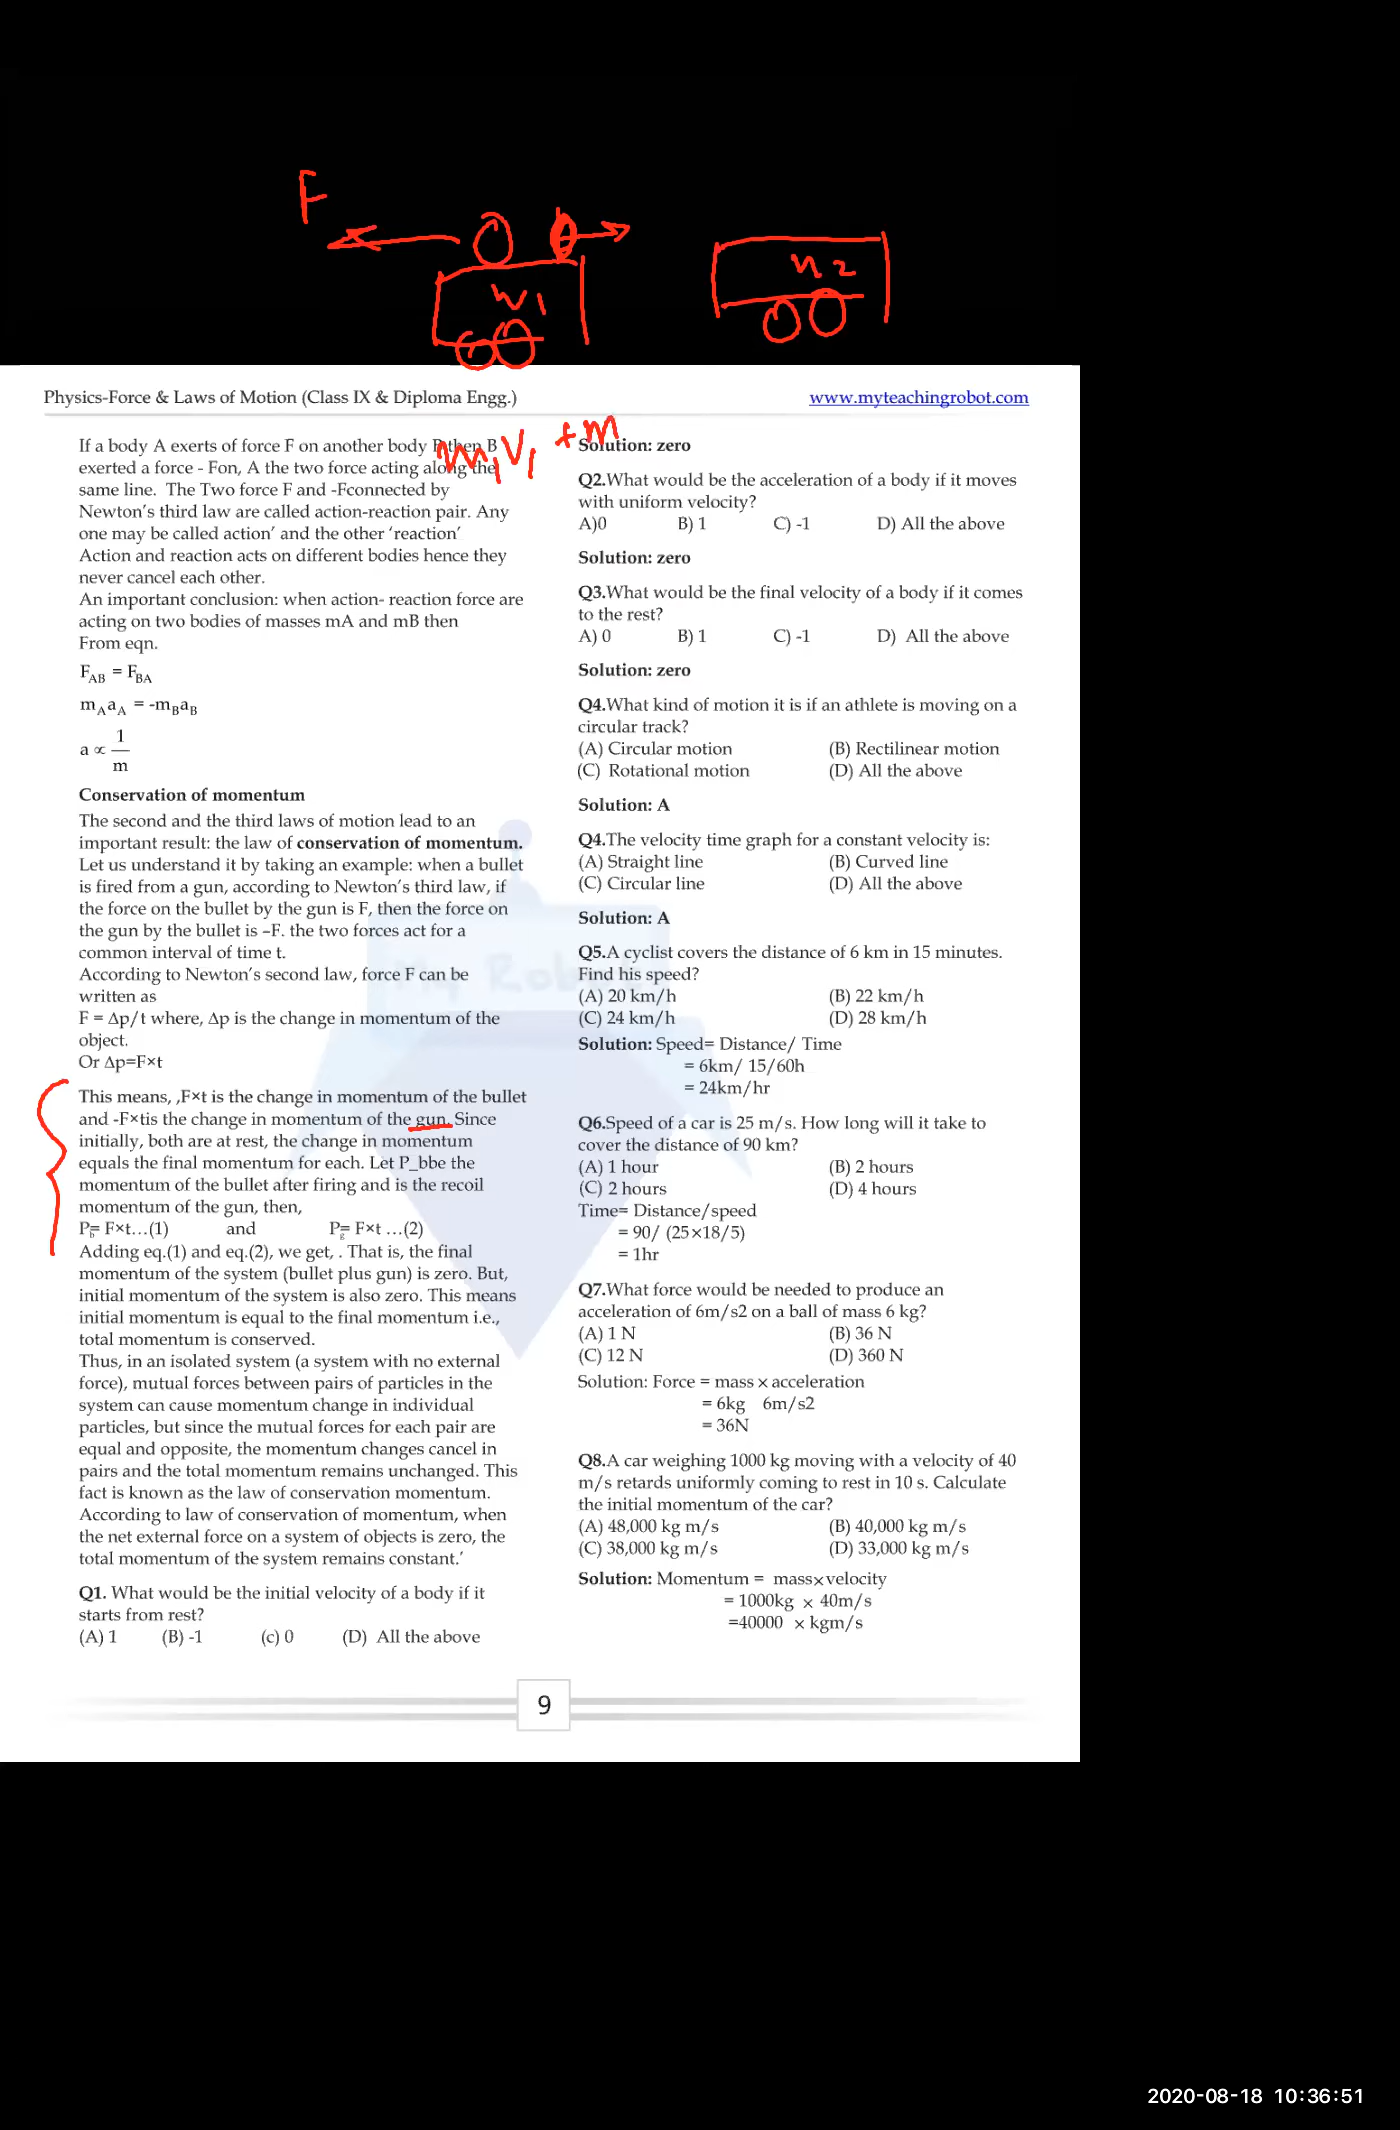 F
m2
Physics-Force & Laws of Motion (Class IX & Diploma Engg.)
www.myteachingrobot.com
m1V1 + m
If a body A exerts of force F on another body B then B
exerted a force - Fon, A the two force acting along the
same line. The Two force F and -Fconnected by
Newton's third law are called action-reaction pair. Any
one may be called action' and the other ‘reaction’
Action and reaction acts on different bodies hence they
never cancel each other.
An important conclusion: when action- reaction force are
acting on two bodies of masses mA and mB then
From eqn.
F_AB = F_BA
m_A a_A = -m_B a_B
a ∝ 1/m
Conservation of momentum
The second and the third laws of motion lead to an
important result: the law of conservation of momentum.
Let us understand it by taking an example: when a bullet
is fired from a gun, according to Newton's third law, if
the force on the bullet by the gun is F, then the force on
the gun by the bullet is –F. the two forces act for a
common interval of time t.
According to Newton's second law, force F can be
written as
F = Δp/t where, Δp is the change in momentum of the
object.
Or Δp=F×t
This means, ,F×t is the change in momentum of the bullet
and -F×tis the change in momentum of the gun. Since
initially, both are at rest, the change in momentum
equals the final momentum for each. Let P_bbe the
momentum of the bullet after firing and is the recoil
momentum of the gun, then,
P_b= F×t…(1) and P_g= F×t …(2)
Adding eq.(1) and eq.(2), we get, . That is, the final
momentum of the system (bullet plus gun) is zero. But,
initial momentum of the system is also zero. This means
initial momentum is equal to the final momentum i.e.,
total momentum is conserved.
Thus, in an isolated system (a system with no external
force), mutual forces between pairs of particles in the
system can cause momentum change in individual
particles, but since the mutual forces for each pair are
equal and opposite, the momentum changes cancel in
pairs and the total momentum remains unchanged. This
fact is known as the law of conservation momentum.
According to law of conservation of momentum, when
the net external force on a system of objects is zero, the
total momentum of the system remains constant.'
Q1. What would be the initial velocity of a body if it
starts from rest?
(A) 1 (B) -1 (c) 0 (D) All the above
Solution: zero
Q2.What would be the acceleration of a body if it moves
with uniform velocity?
A)0 B) 1 C) -1 D) All the above
Solution: zero
Q3.What would be the final velocity of a body if it comes
to the rest?
A) 0 B) 1 C) -1 D) All the above
Solution: zero
Q4.What kind of motion it is if an athlete is moving on a
circular track?
(A) Circular motion (B) Rectilinear motion
(C) Rotational motion (D) All the above
Solution: A
Q4.The velocity time graph for a constant velocity is:
(A) Straight line (B) Curved line
(C) Circular line (D) All the above
Solution: A
Q5.A cyclist covers the distance of 6 km in 15 minutes.
Find his speed?
(A) 20 km/h (B) 22 km/h
(C) 24 km/h (D) 28 km/h
Solution: Speed= Distance/ Time
= 6km/ 15/60h
= 24km/hr
Q6.Speed of a car is 25 m/s. How long will it take to
cover the distance of 90 km?
(A) 1 hour (B) 2 hours
(C) 2 hours (D) 4 hours
Time= Distance/speed
= 90/ (25×18/5)
= 1hr
Q7.What force would be needed to produce an
acceleration of 6m/s2 on a ball of mass 6 kg?
(A) 1 N (B) 36 N
(C) 12 N (D) 360 N
Solution: Force = mass x acceleration
= 6kg 6m/s2
= 36N
Q8.A car weighing 1000 kg moving with a velocity of 40
m/s retards uniformly coming to rest in 10 s. Calculate
the initial momentum of the car?
(A) 48,000 kg m/s (B) 40,000 kg m/s
(C) 38,000 kg m/s (D) 33,000 kg m/s
Solution: Momentum = mass×velocity
= 1000kg × 40m/s
=40000 × kgm/s
My Robot
9
2020-08-18 10:36:51